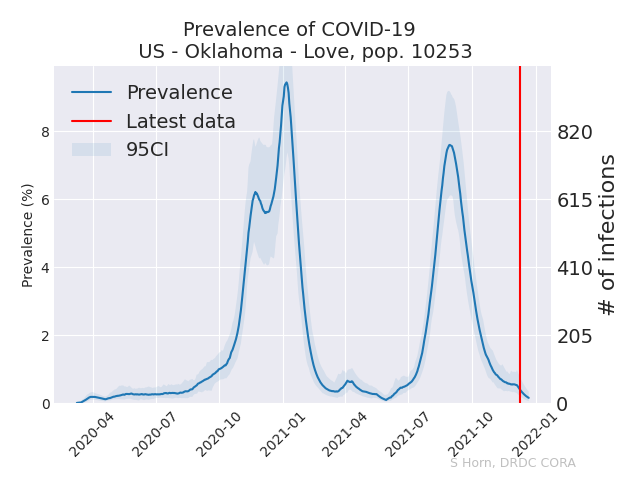 Prevalence of COVID-19
US - Oklahoma - Love, pop. 10253
Prevalence
Latest data
95CI
Prevalence (%)
8
6
4
2
0
# of infections
820
615
410
205
0
2020-04
2020-07
2020-10
2021-01
2021-04
2021-07
2021-10
2022-01
S Horn, DRDC CORA